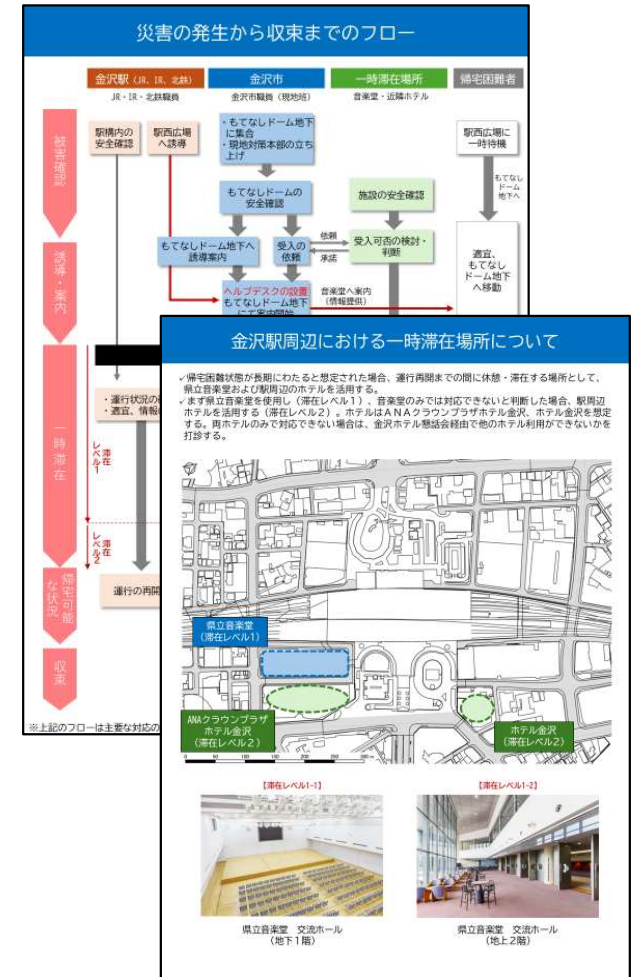 災害の発生から収束までのフロー
金沢駅（JR、IR、北鉄）
金沢市
一時滞在場所
帰宅困難者
JR・IR・北鉄職員
金沢市職員（現地班）
音楽堂・近隣ホテル
被害確認
誘導・案内
一時滞在
帰宅可能な状況
収束
駅構内の
安全確認
駅西広場
へ誘導
・もてなしドーム地下
に集合
・現地対策本部の立ち
上げ
駅西広場に
一時待機
もてなし
ドーム
地下へ
もてなしドームの
安全確認
施設の安全確認
もてなしドーム地下へ
誘導案内
受入の
依頼
依頼
承諾
受入可否の検討・
判断
適宜、
もてなし
ドーム地下
へ移動
ヘルプデスクの設置
もてなしドーム地下
にて案内開始
音楽堂へ案内
（情報提供）
滞在
レベル1
滞在
レベル2
・運行状況の
・適宜、情報
運行の再開
※上記のフローは主要な対応の
金沢駅周辺における一時滞在場所について
✓帰宅困難状態が長期にわたると想定された場合、運行再開までの間に休憩・滞在する場所として、
県立音楽堂および駅周辺のホテルを活用する。
✓まず県立音楽堂を使用し（滞在レベル１）、音楽堂のみでは対応できないと判断した場合、駅周辺
ホテルを活用する（滞在レベル２）。ホテルはＡＮＡクラウンプラザホテル金沢、ホテル金沢を想定
する。両ホテルのみで対応できない場合は、金沢ホテル懇話会経由で他のホテル利用ができないかを
打診する。
県立音楽堂
（滞在レベル1）
ANAクラウンプラザ
ホテル金沢
（滞在レベル２）
ホテル金沢
（滞在レベル2）
0 50 100 150 200 250 300 m
【滞在レベル1-1】
【滞在レベル1-2】
県立音楽堂 交流ホール
（地下１階）
県立音楽堂 交流ホール
（地上２階）